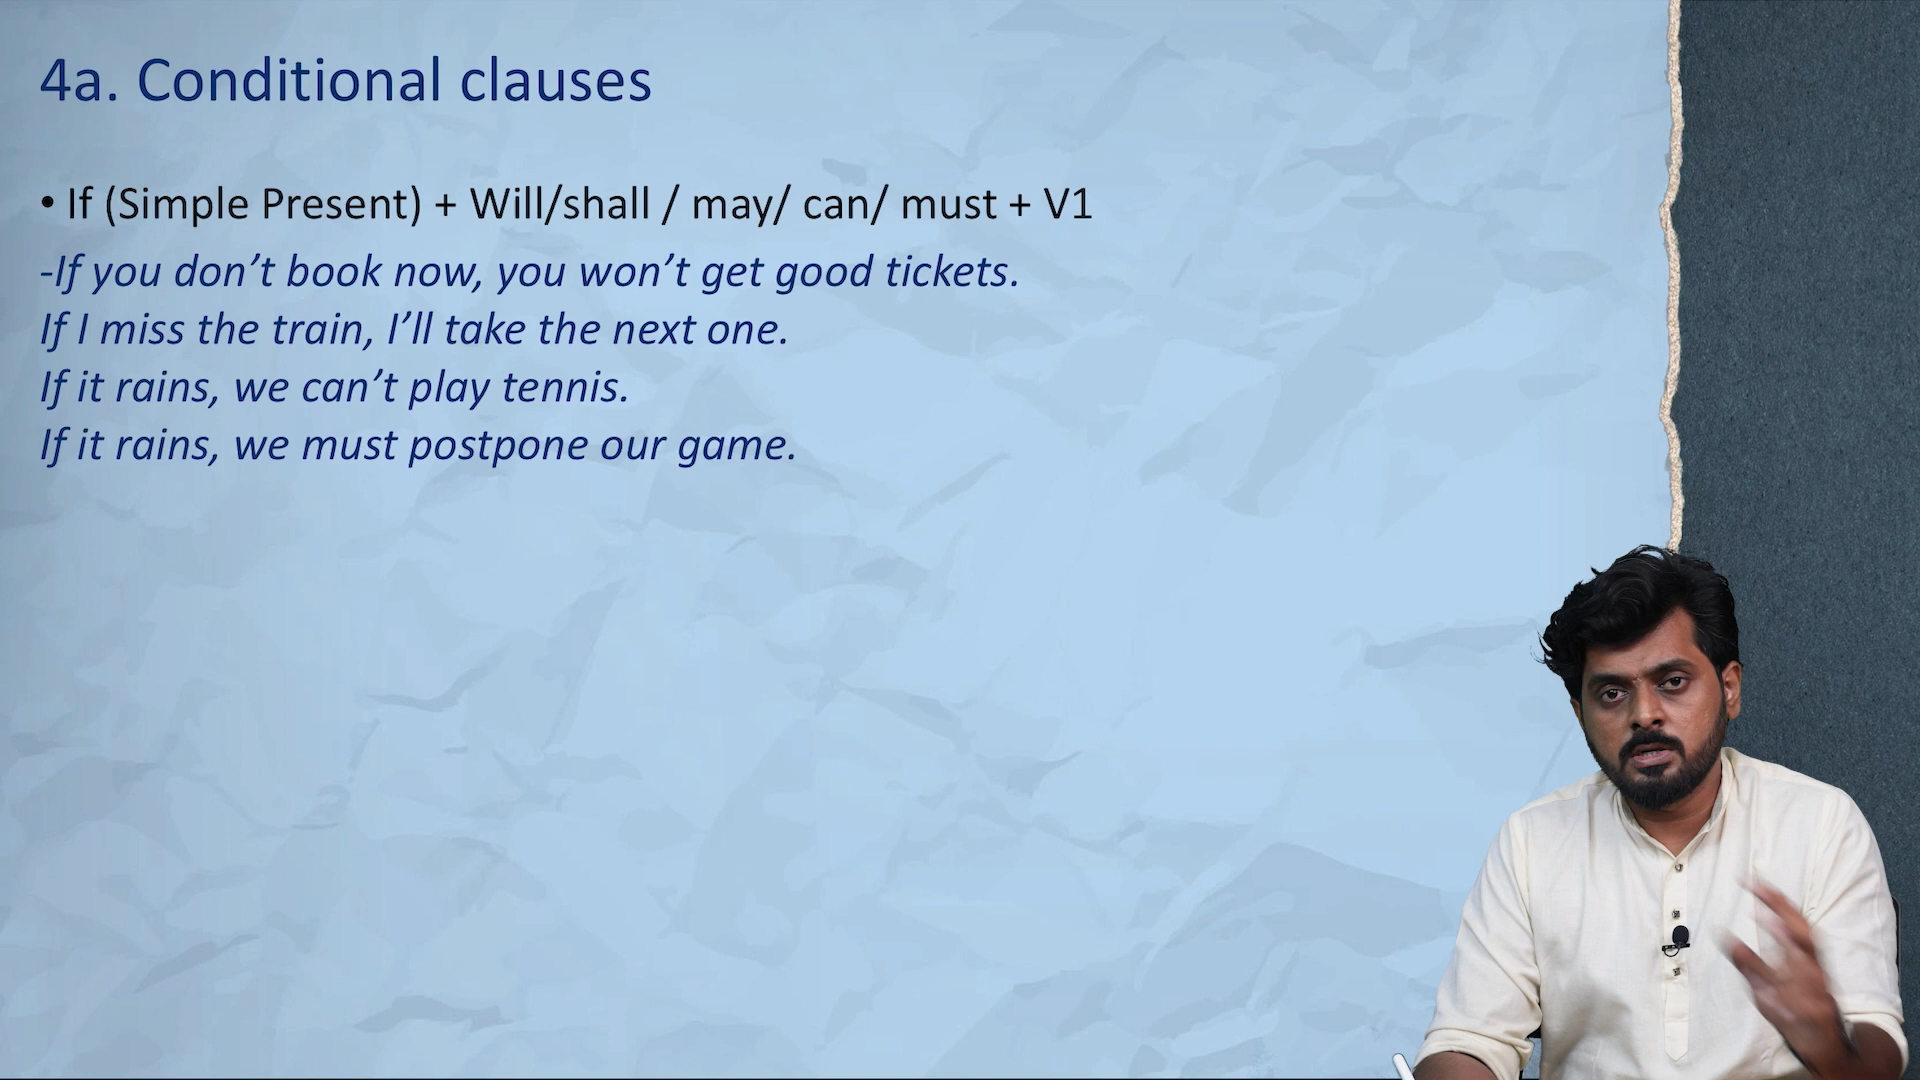 4a. Conditional clauses
• If (Simple Present) + Will/shall / may/ can/ must + V1
-If you don’t book now, you won’t get good tickets.
If I miss the train, I’ll take the next one.
If it rains, we can’t play tennis.
If it rains, we must postpone our game.